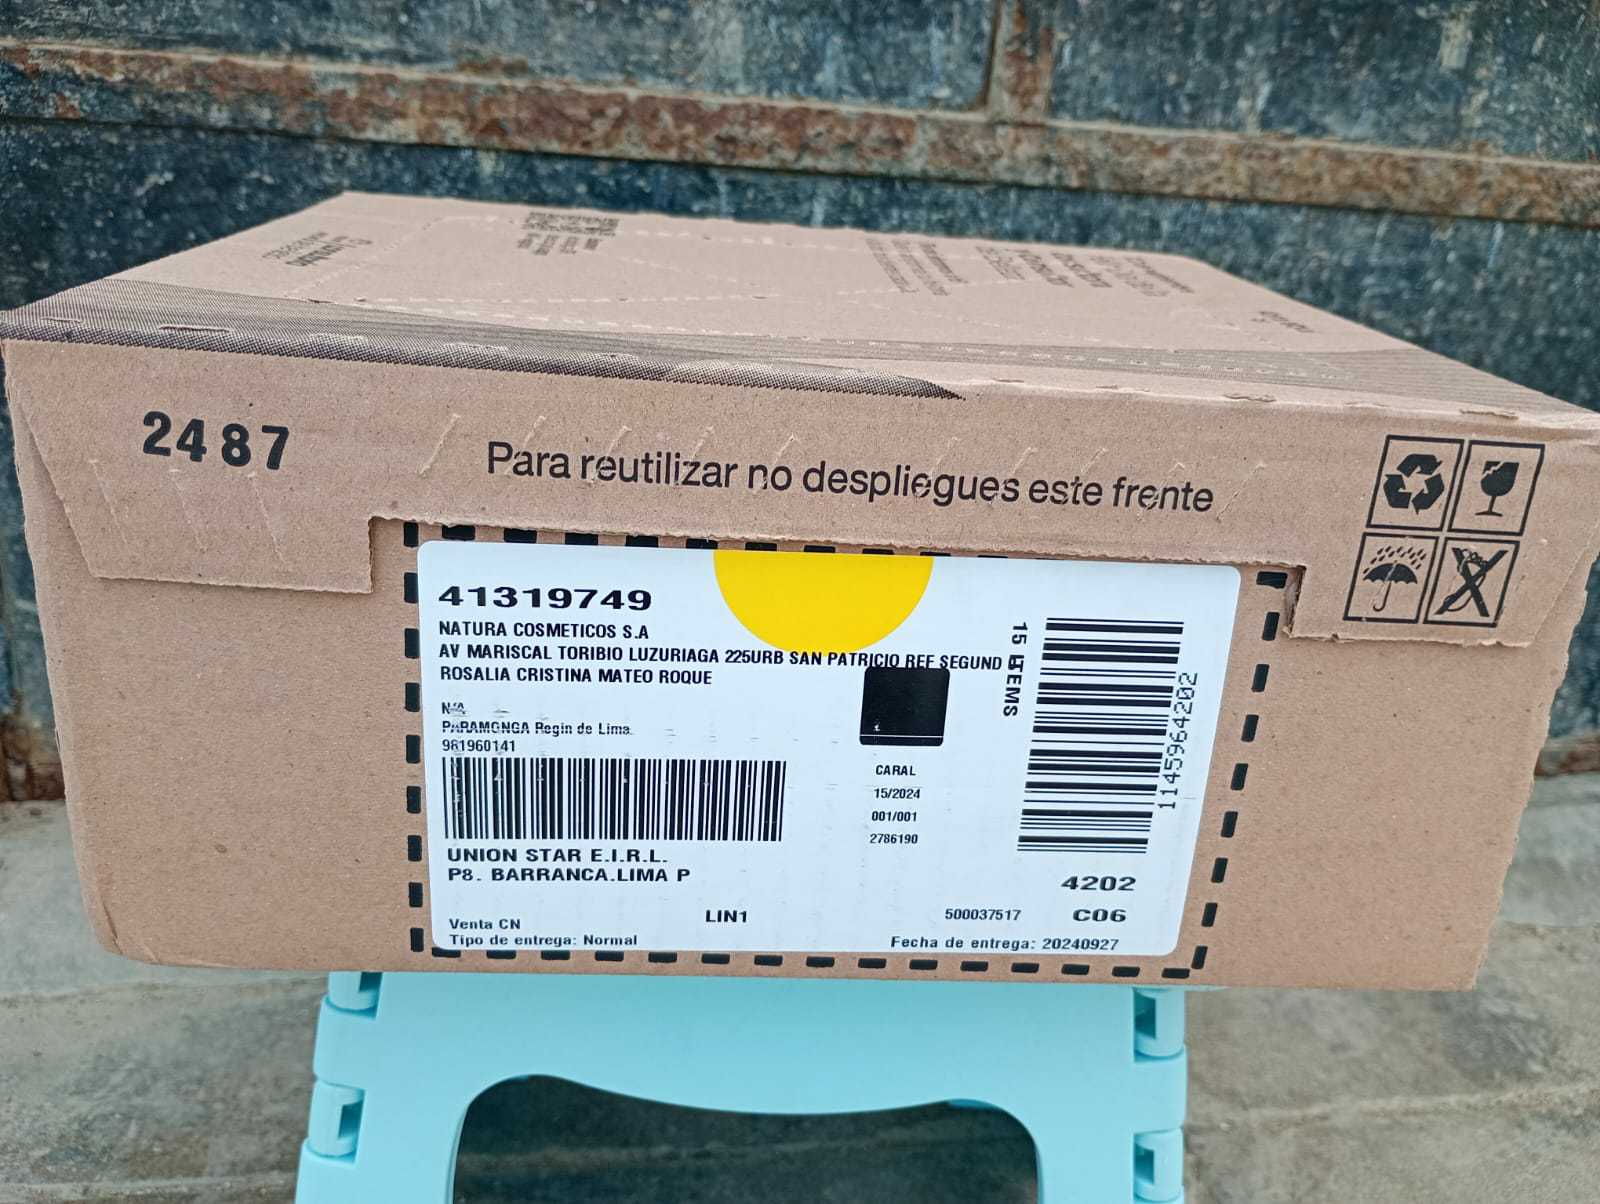 2487
Para reutilizar no despliegues este frente
41319749
NATURA COSMETICOS S.A
AV MARISCAL TORIBIO LUZURIAGA 225URB SAN PATRICIO REF SEGUND
ROSALIA CRISTINA MATEO ROQUE
N/A
PARAMONGA Regin de Lima
981960141
CARAL
15/2024
001/001
2786190
15 ITEMS
1145964202
UNION STAR E.I.R.L.
P8. BARRANCA.LIMA P
4202
LIN1
500037517
C06
Venta CN
Tipo de entrega: Normal
Fecha de entrega: 20240927